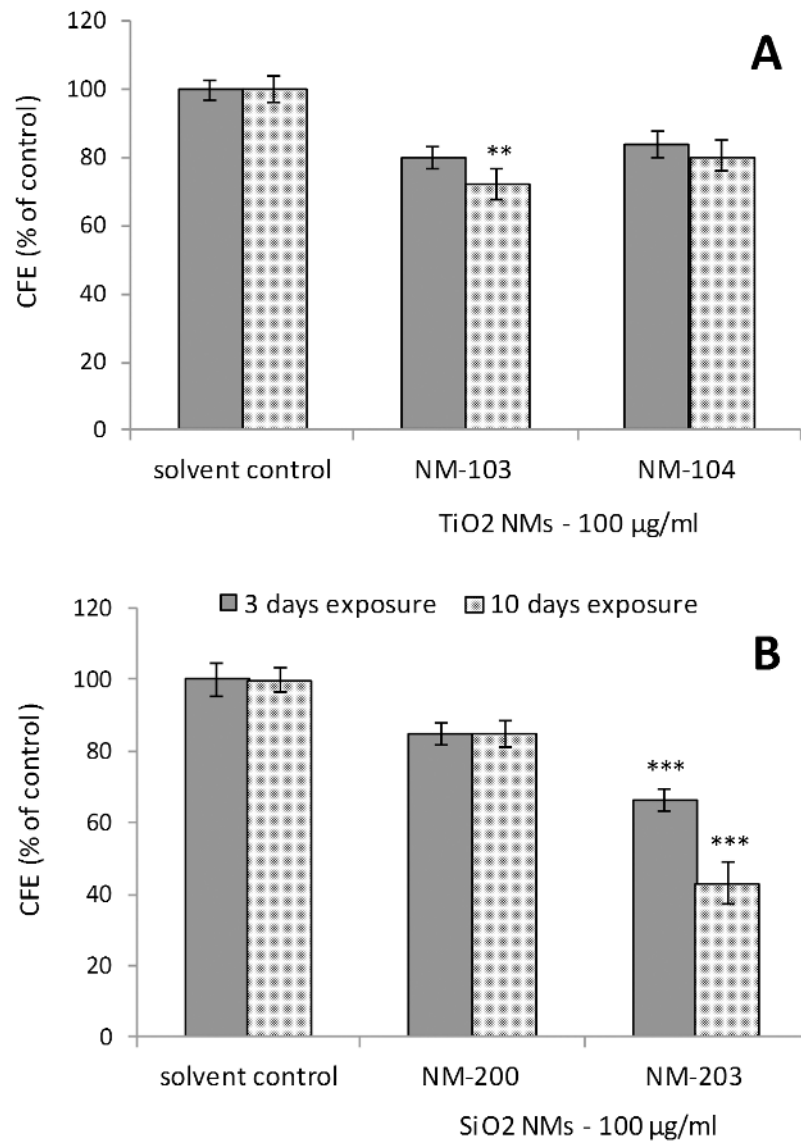 A
120
100
80
60
40
20
0
CFE (% of control)
**
solvent control NM-103 NM-104
TiO2 NMs - 100 µg/ml
3 days exposure 10 days exposure
B
120
100
80
60
40
20
0
CFE (% of control)
***
***
solvent control NM-200 NM-203
SiO2 NMs - 100 µg/ml